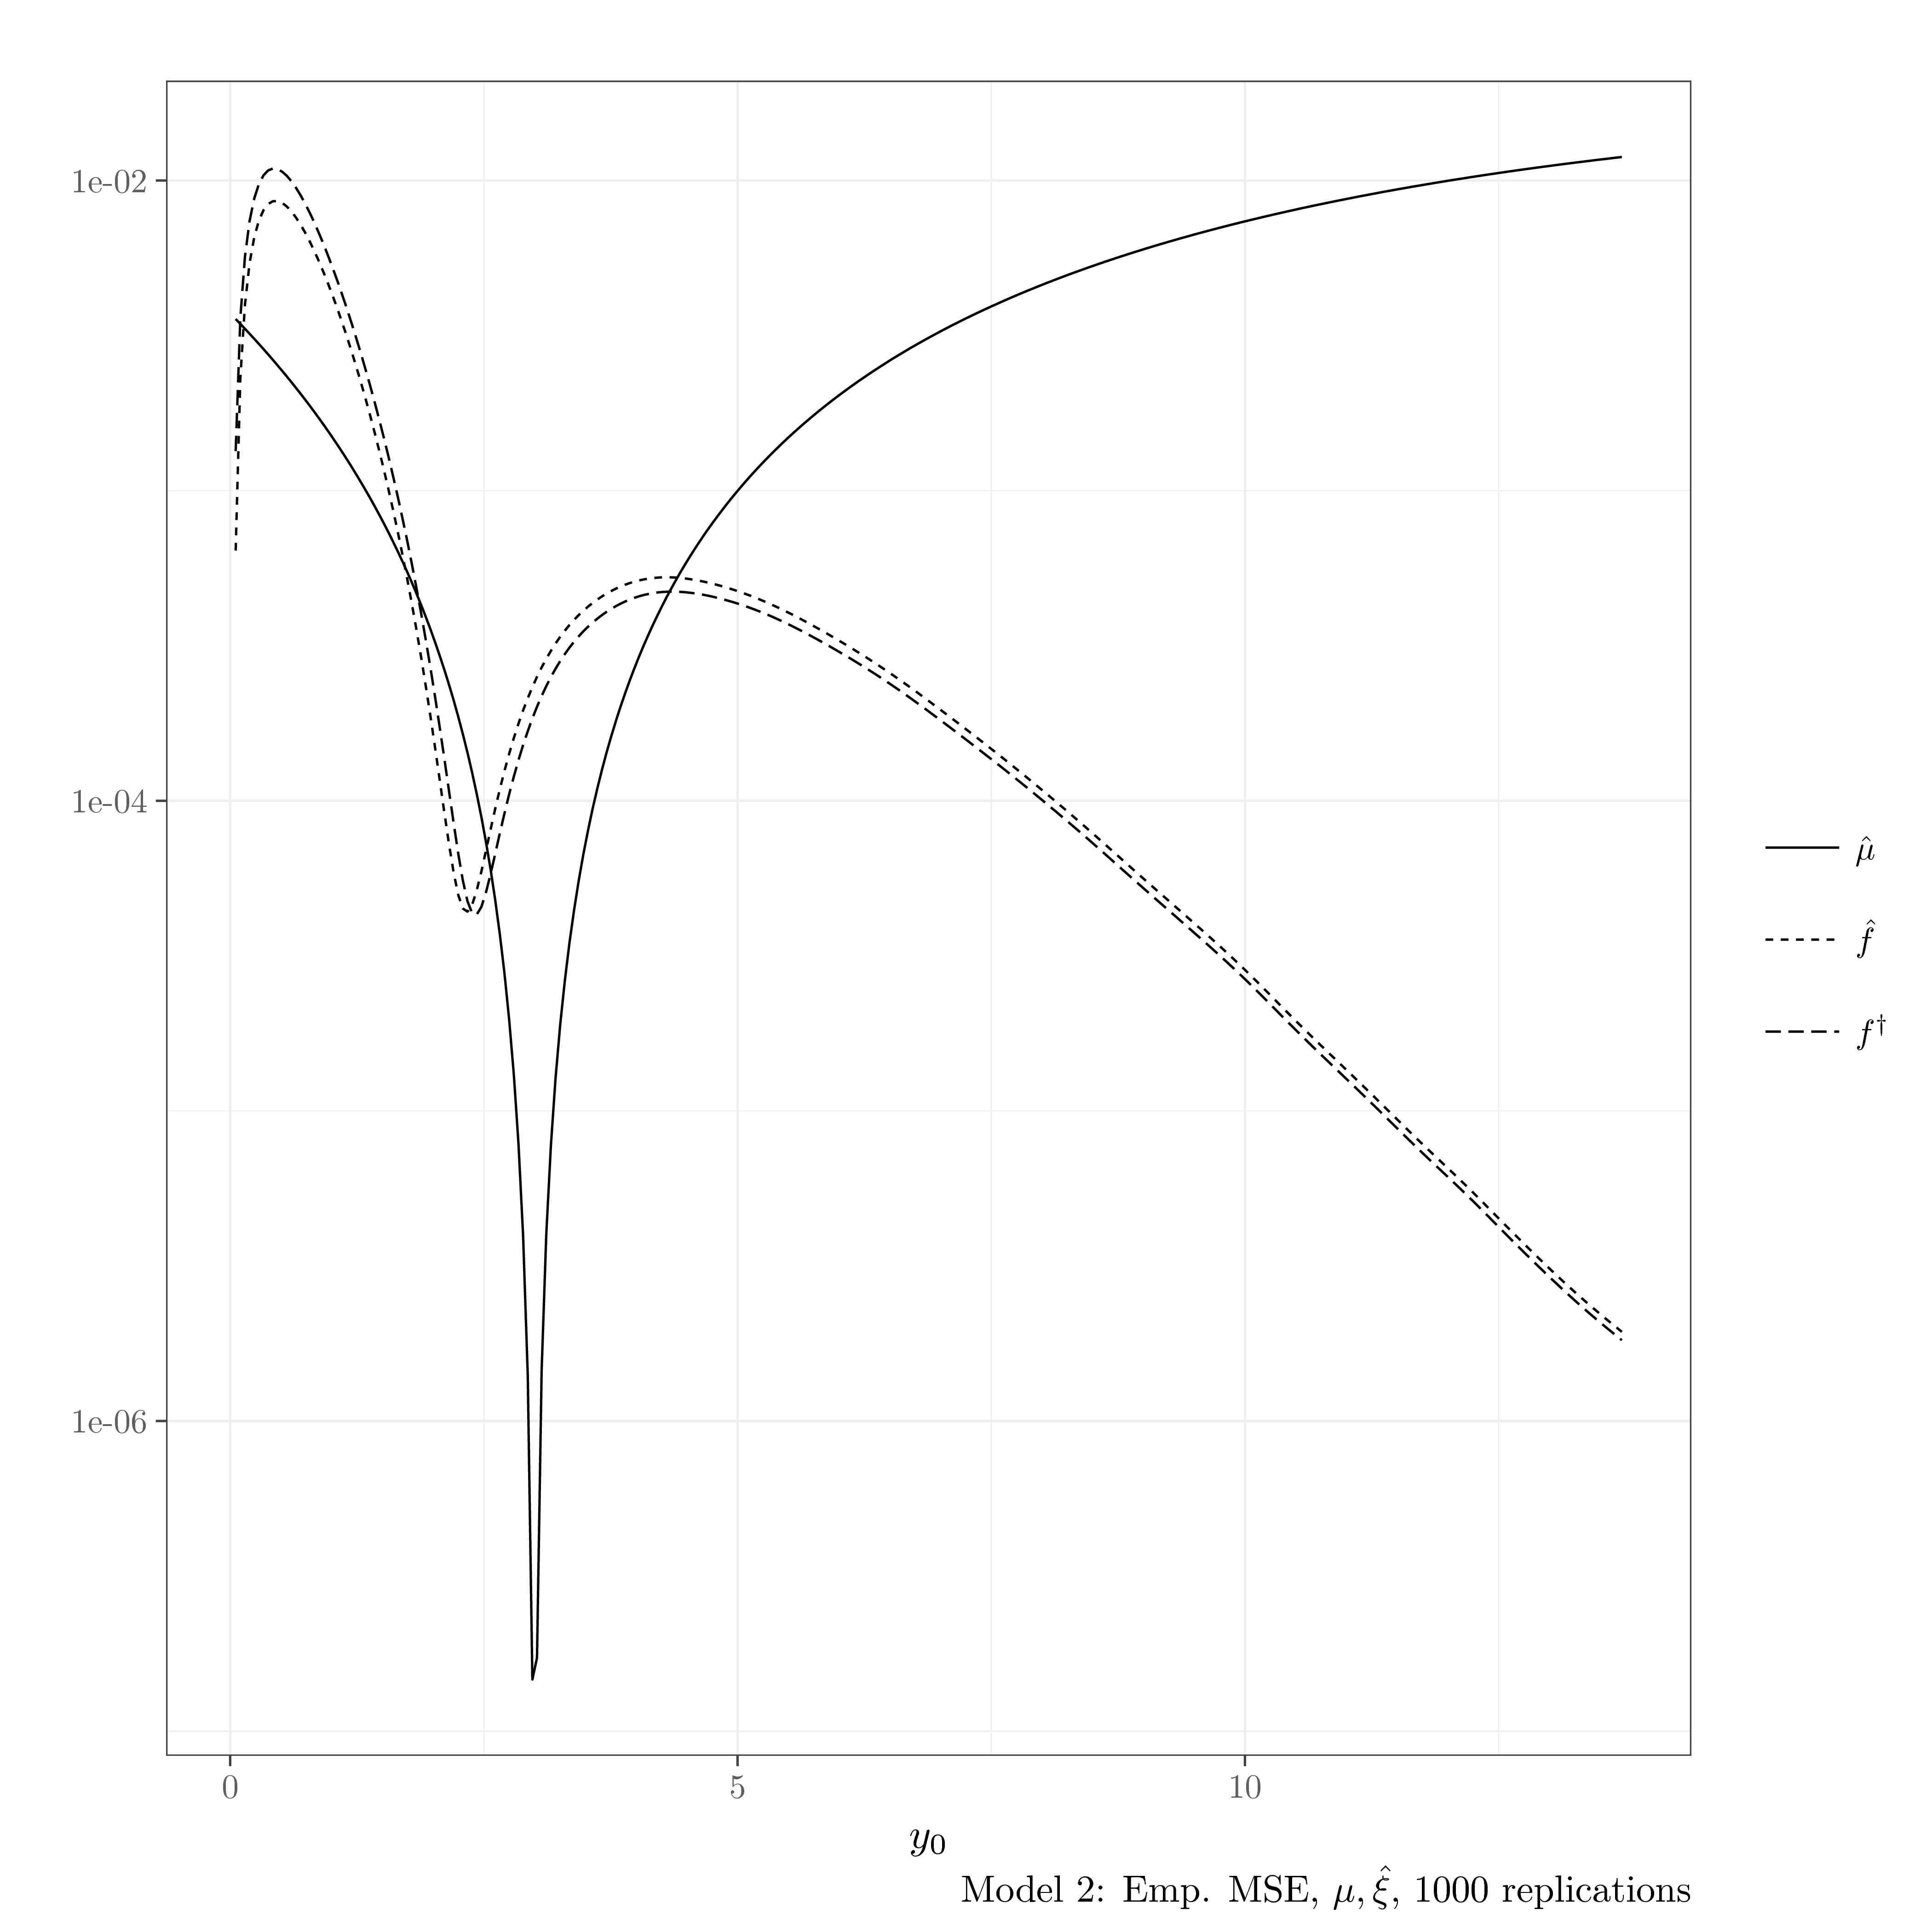 1e-02
1e-04
1e-06
0 5 10
y₀
μ̂
f̂
f†
Model 2: Emp. MSE, μ, ξ̂, 1000 replications